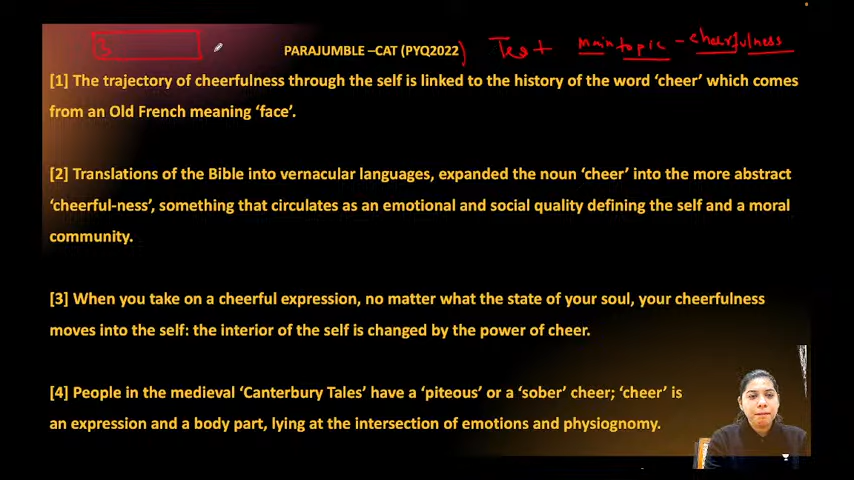 3
PARAJUMBLE –CAT (PYQ2022) Test main topic - cheerfulness
[1] The trajectory of cheerfulness through the self is linked to the history of the word ‘cheer’ which comes
from an Old French meaning ‘face’.
[2] Translations of the Bible into vernacular languages, expanded the noun ‘cheer’ into the more abstract
‘cheerful-ness’, something that circulates as an emotional and social quality defining the self and a moral
community.
[3] When you take on a cheerful expression, no matter what the state of your soul, your cheerfulness
moves into the self: the interior of the self is changed by the power of cheer.
[4] People in the medieval ‘Canterbury Tales’ have a ‘piteous’ or a ‘sober’ cheer; ‘cheer’ is
an expression and a body part, lying at the intersection of emotions and physiognomy.